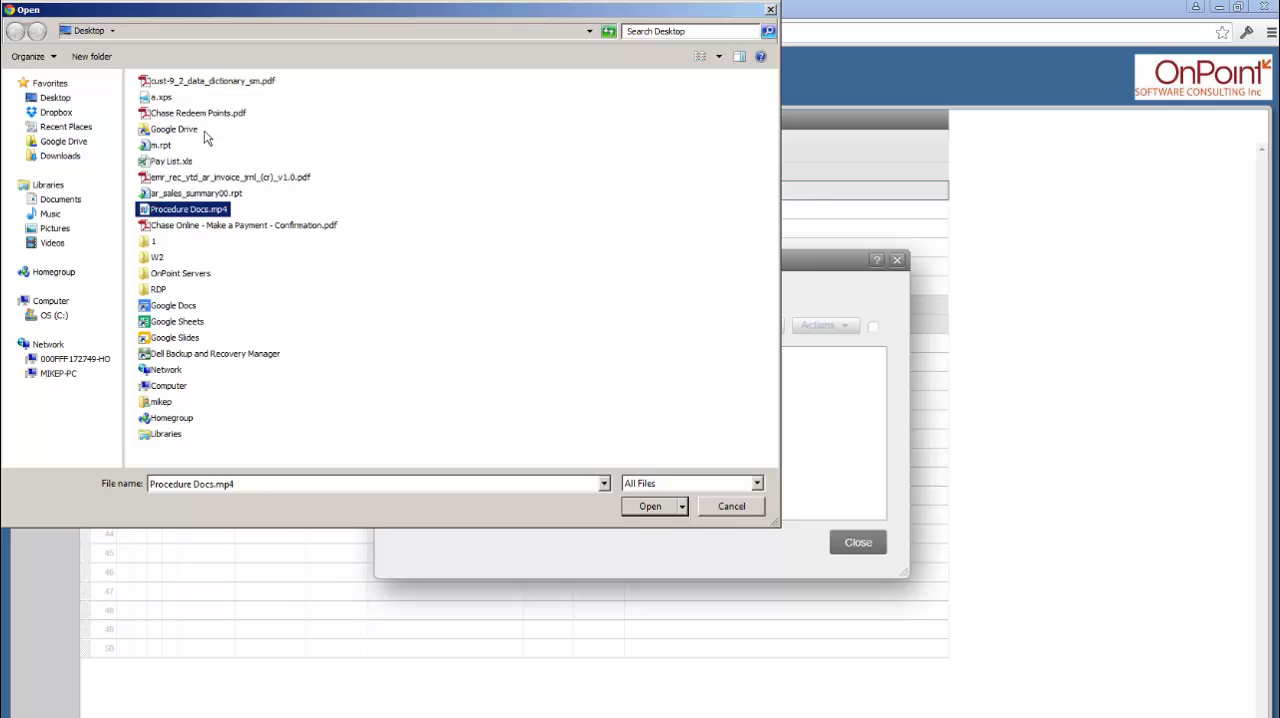 Open
Desktop
Search Desktop
Organize
New folder
Favorites
Desktop
Dropbox
Recent Places
Google Drive
Downloads
Libraries
Documents
Music
Pictures
Videos
Homegroup
Computer
OS (C:)
Network
000FFF172749-HO
MIKEP-PC
cust-9_2_data_dictionary_sm.pdf
a.xps
Chase Redeem Points.pdf
Google Drive
m.rpt
Pay List.xls
emr_rec_ytd_ar_invoice_jrnl_(cr)_v1.0.pdf
ar_sales_summary00.rpt
Procedure Docs.mp4
Chase Online - Make a Payment - Confirmation.pdf
1
W2
OnPoint Servers
RDP
Google Docs
Google Sheets
Google Slides
Dell Backup and Recovery Manager
Network
Computer
mikep
Homegroup
Libraries
File name: Procedure Docs.mp4
All Files
Open
Cancel
OnPoint
SOFTWARE CONSULTING Inc
?
Actions
Close
44
45
46
47
48
49
50